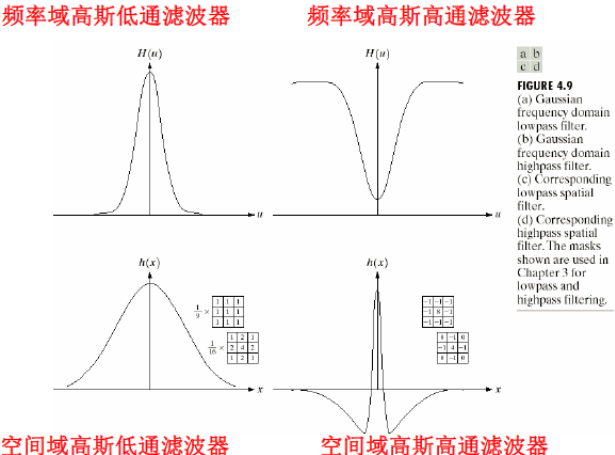 频率域高斯低通滤波器
频率域高斯高通滤波器
H(u)
H(u)
u
u
a b
c d
FIGURE 4.9
(a) Gaussian
frequency domain
lowpass filter.
(b) Gaussian
frequency domain
highpass filter.
(c) Corresponding
lowpass spatial
filter.
(d) Corresponding
highpass spatial
filter. The masks
shown are used in
Chapter 3 for
lowpass and
highpass filtering.
h(x)
1/9 ×
1 1 1
1 1 1
1 1 1
1/16 ×
1 2 1
2 4 2
1 2 1
x
h(x)
−1 −1 −1
−1 8 −1
−1 −1 −1
0 −1 0
−1 4 −1
0 −1 0
x
空间域高斯低通滤波器
空间域高斯高通滤波器